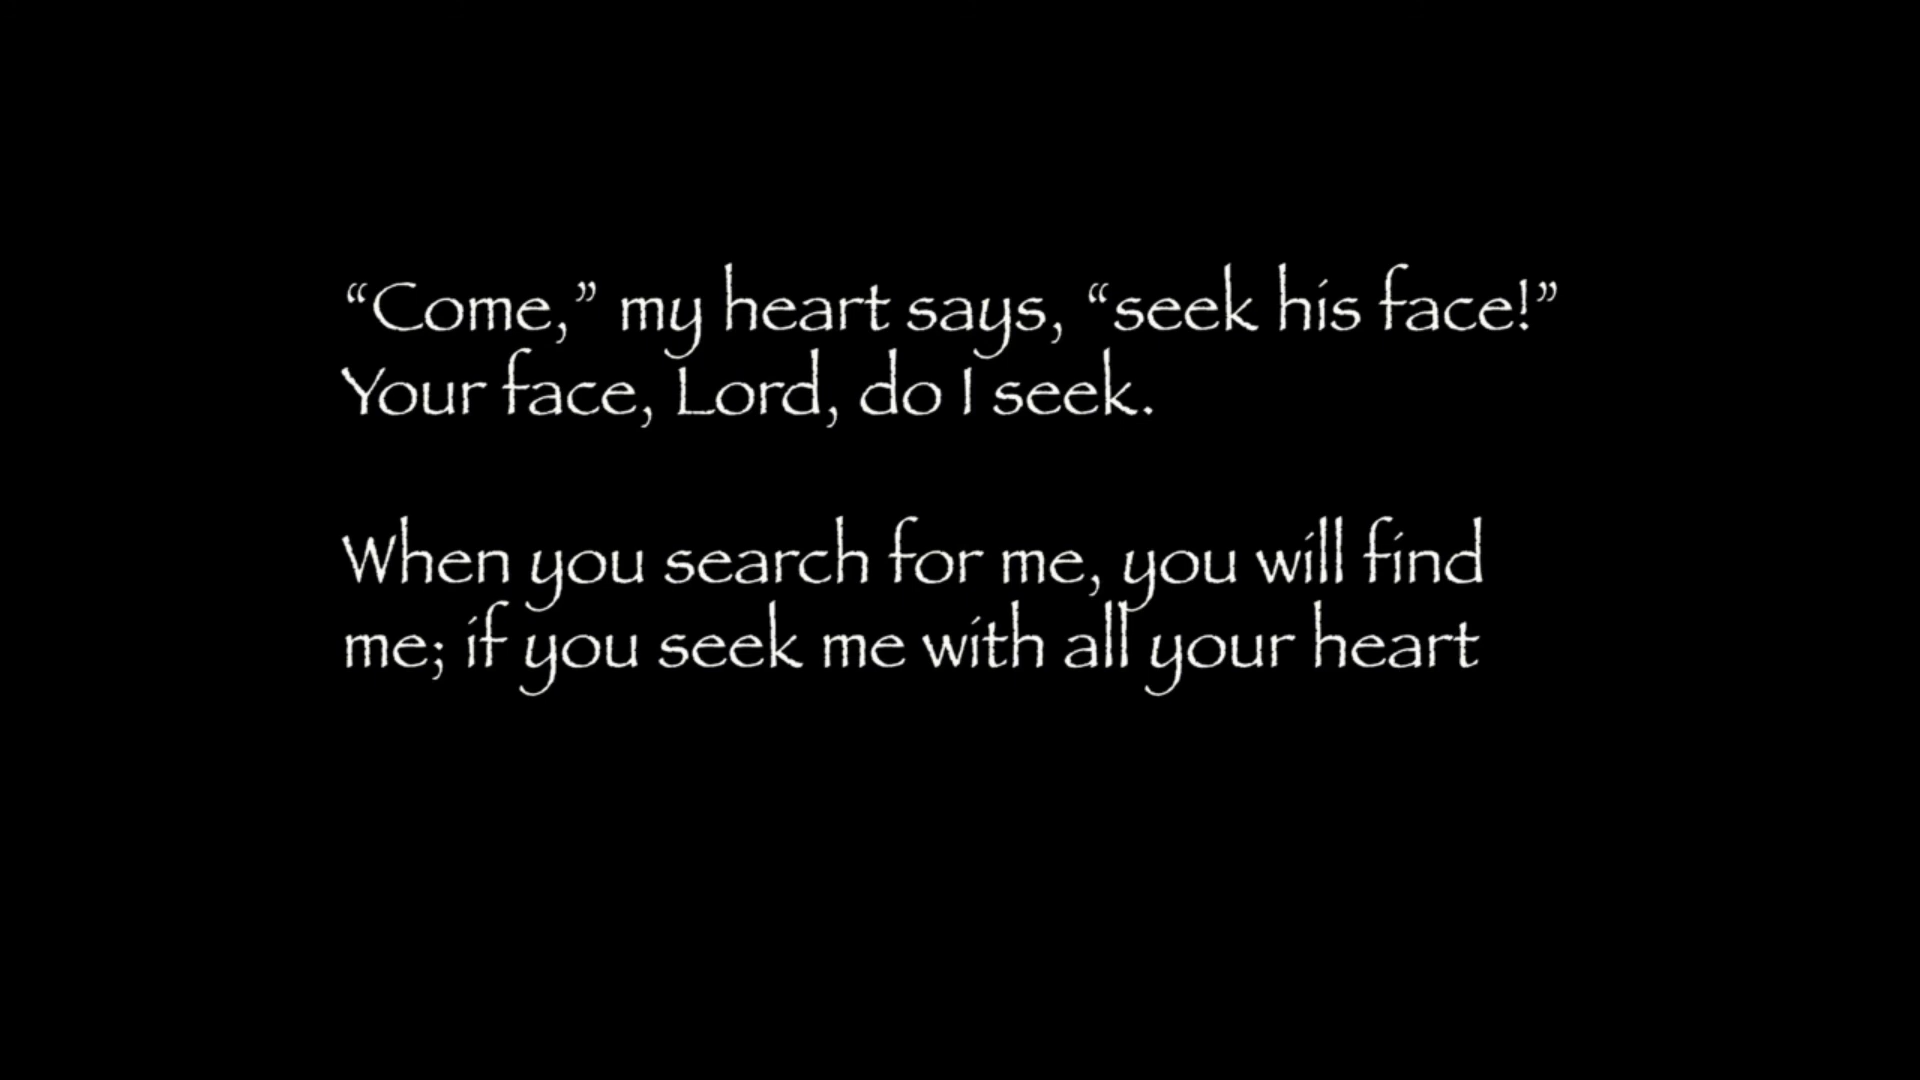 “Come,” my heart says, “seek his face!”
Your face, Lord, do I seek.
When you search for me, you will find
me; if you seek me with all your heart